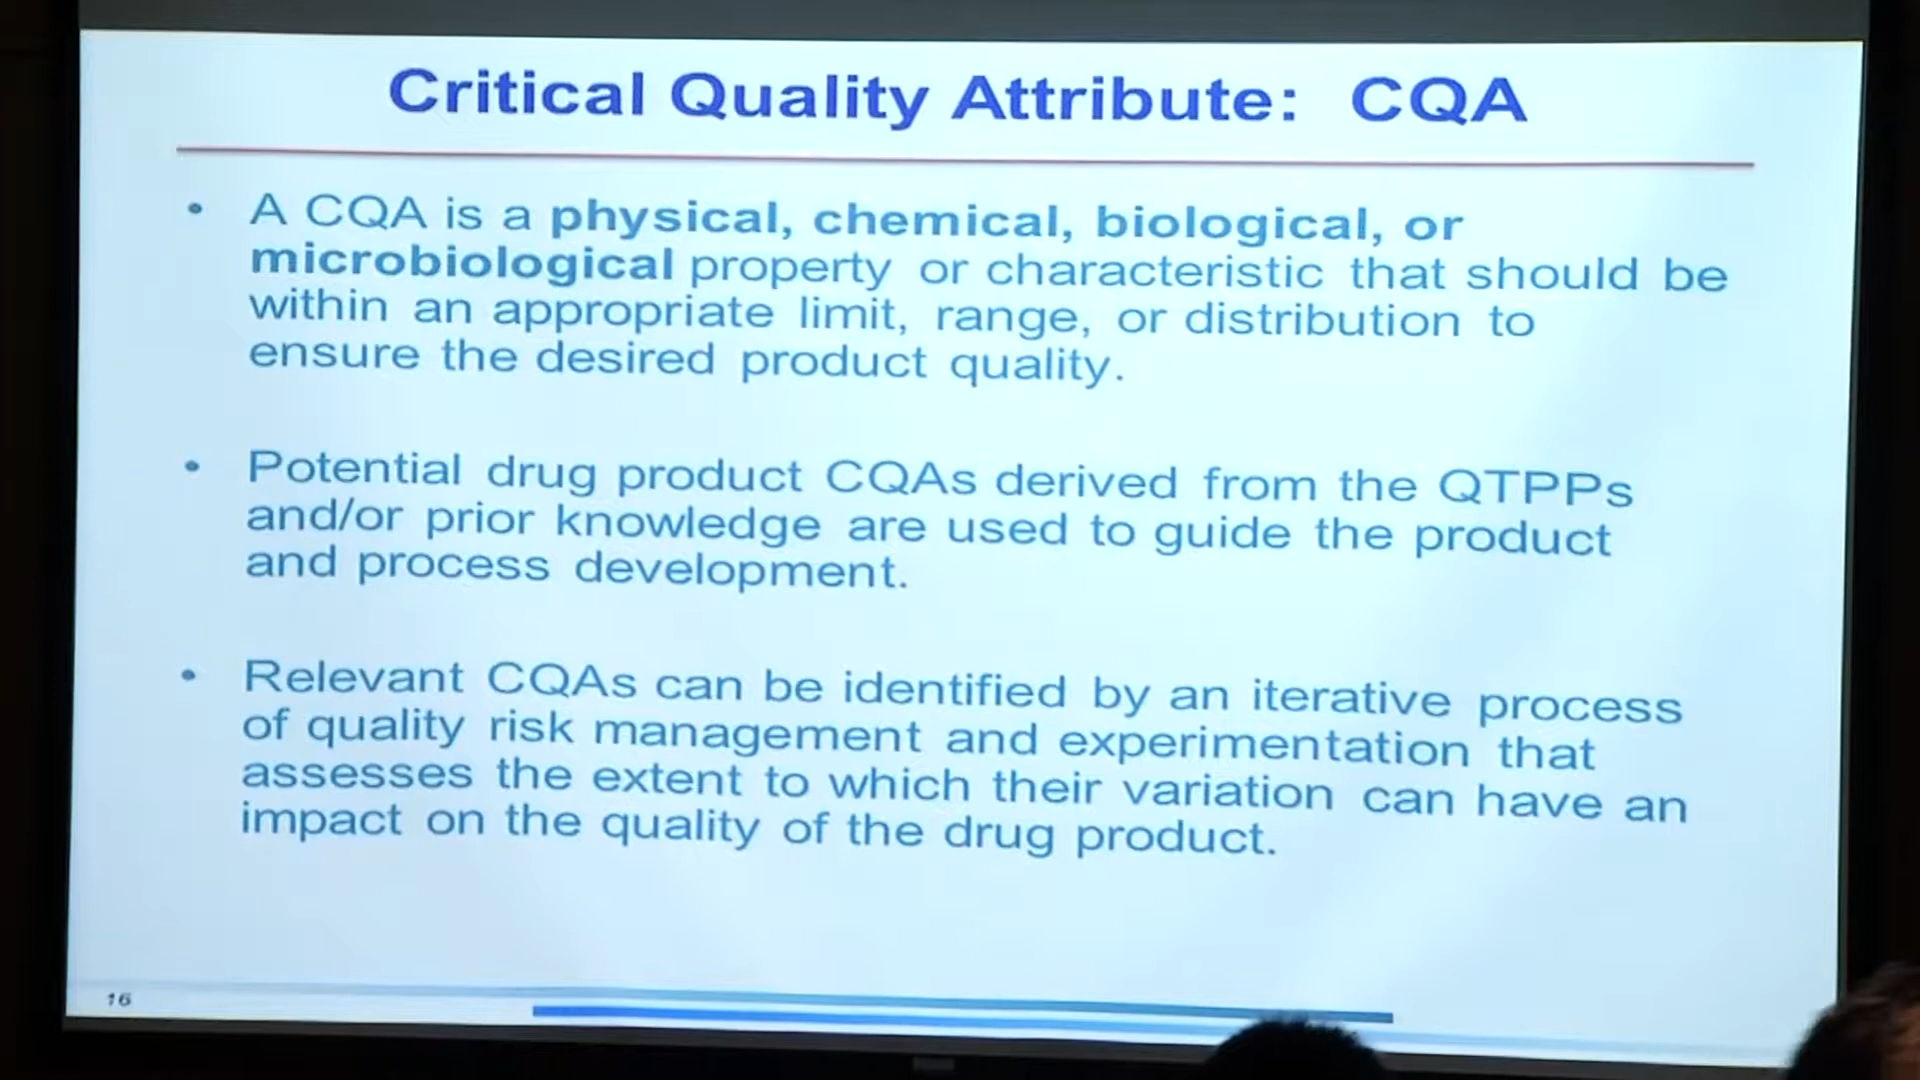 Critical Quality Attribute: CQA
• A CQA is a physical, chemical, biological, or
microbiological property or characteristic that should be
within an appropriate limit, range, or distribution to
ensure the desired product quality.
• Potential drug product CQAs derived from the QTPPs
and/or prior knowledge are used to guide the product
and process development.
• Relevant CQAs can be identified by an iterative process
of quality risk management and experimentation that
assesses the extent to which their variation can have an
impact on the quality of the drug product.
16